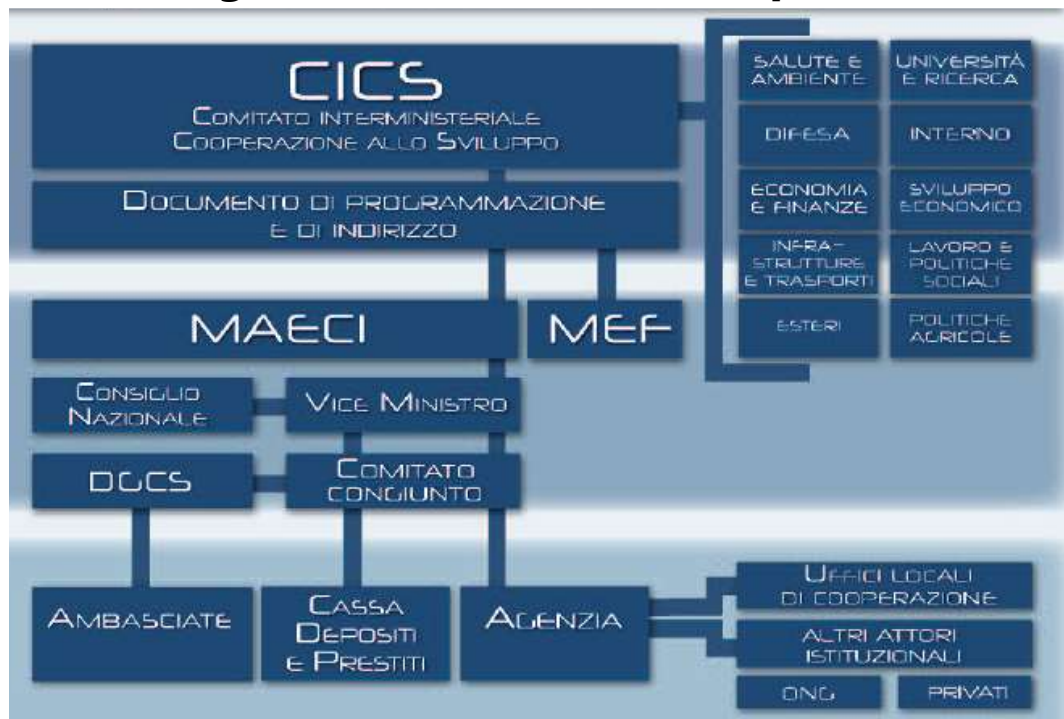 CICS
COMITATO INTERMINISTERIALE
COOPERAZIONE ALLO SVILUPPO
DOCUMENTO DI PROGRAMMAZIONE
E DI INDIRIZZO
SALUTE E
AMBIENTE
UNIVERSITÀ
E RICERCA
DIFESA
INTERNO
ECONOMIA
E FINANZE
SVILUPPO
ECONOMICO
INFRA-
STRUTTURE
E TRASPORTI
LAVORO E
POLITICHE
SOCIALI
ESTERI
POLITICHE
AGRICOLE
MAECI
MEF
CONSIGLIO
NAZIONALE
VICE MINISTRO
DGCS
COMITATO
CONGIUNTO
AMBASCIATE
CASSA
DEPOSITI
E PRESTITI
AGENZIA
UFFICI LOCALI
DI COOPERAZIONE
ALTRI ATTORI
ISTITUZIONALI
ONG
PRIVATI